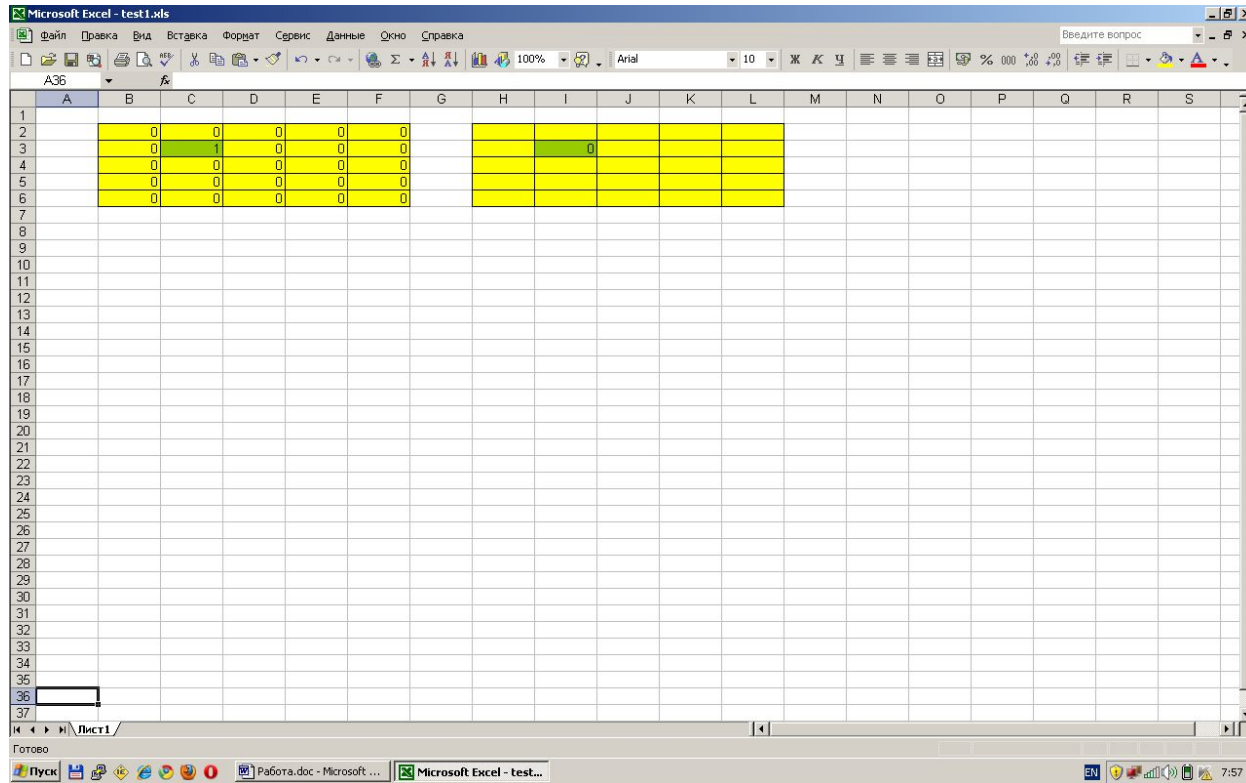 Microsoft Excel - test1.xls
Файл Правка Вид Вставка Формат Сервис Данные Окно Справка Введите вопрос
100% Arial 10 Ж К Ч % 000
A36 fx
A B C D E F G H I J K L M N O P Q R S
1
2 0 0 0 0 0
3 0 1 0 0 0 0
4 0 0 0 0 0
5 0 0 0 0 0
6 0 0 0 0 0
7
8
9
10
11
12
13
14
15
16
17
18
19
20
21
22
23
24
25
26
27
28
29
30
31
32
33
34
35
36
37
Лист1
Готово
Пуск Работа.doc - Microsoft ... Microsoft Excel - test... EN 7:57